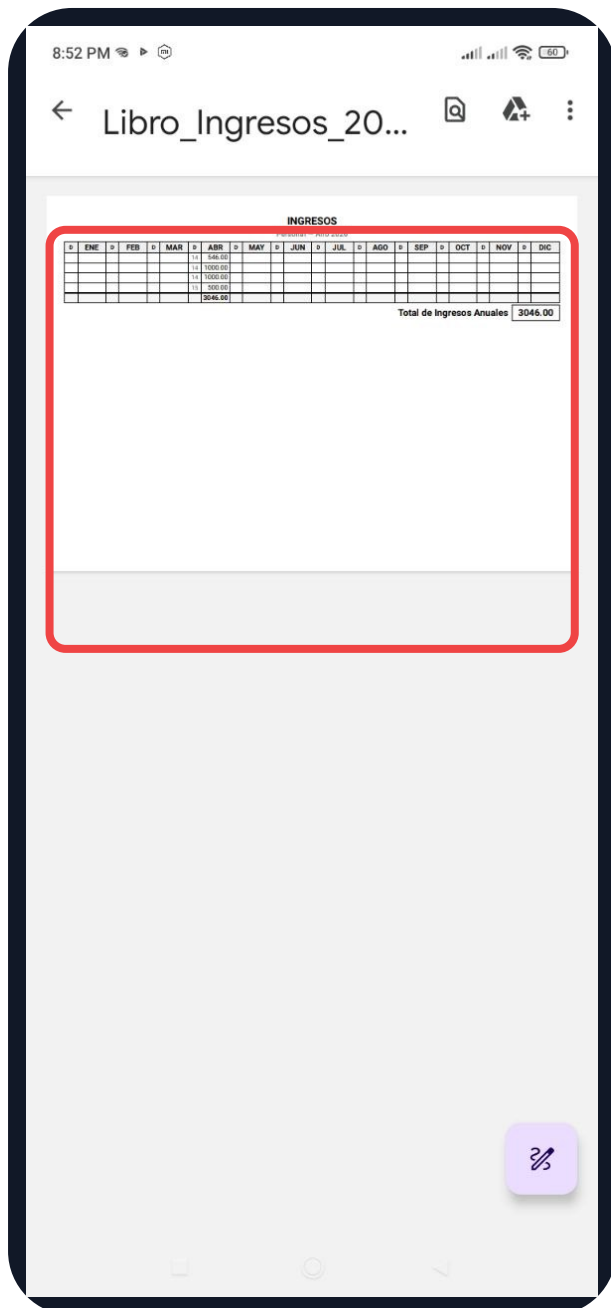 8:52 PM 60
Libro_Ingresos_20...
INGRESOS
D ENE D FEB D MAR D ABR D MAY D JUN D JUL D AGO D SEP D OCT D NOV D DIC
14 546.00
14 1000.00
14 1000.00
15 500.00
3046.00
Total de Ingresos Anuales 3046.00